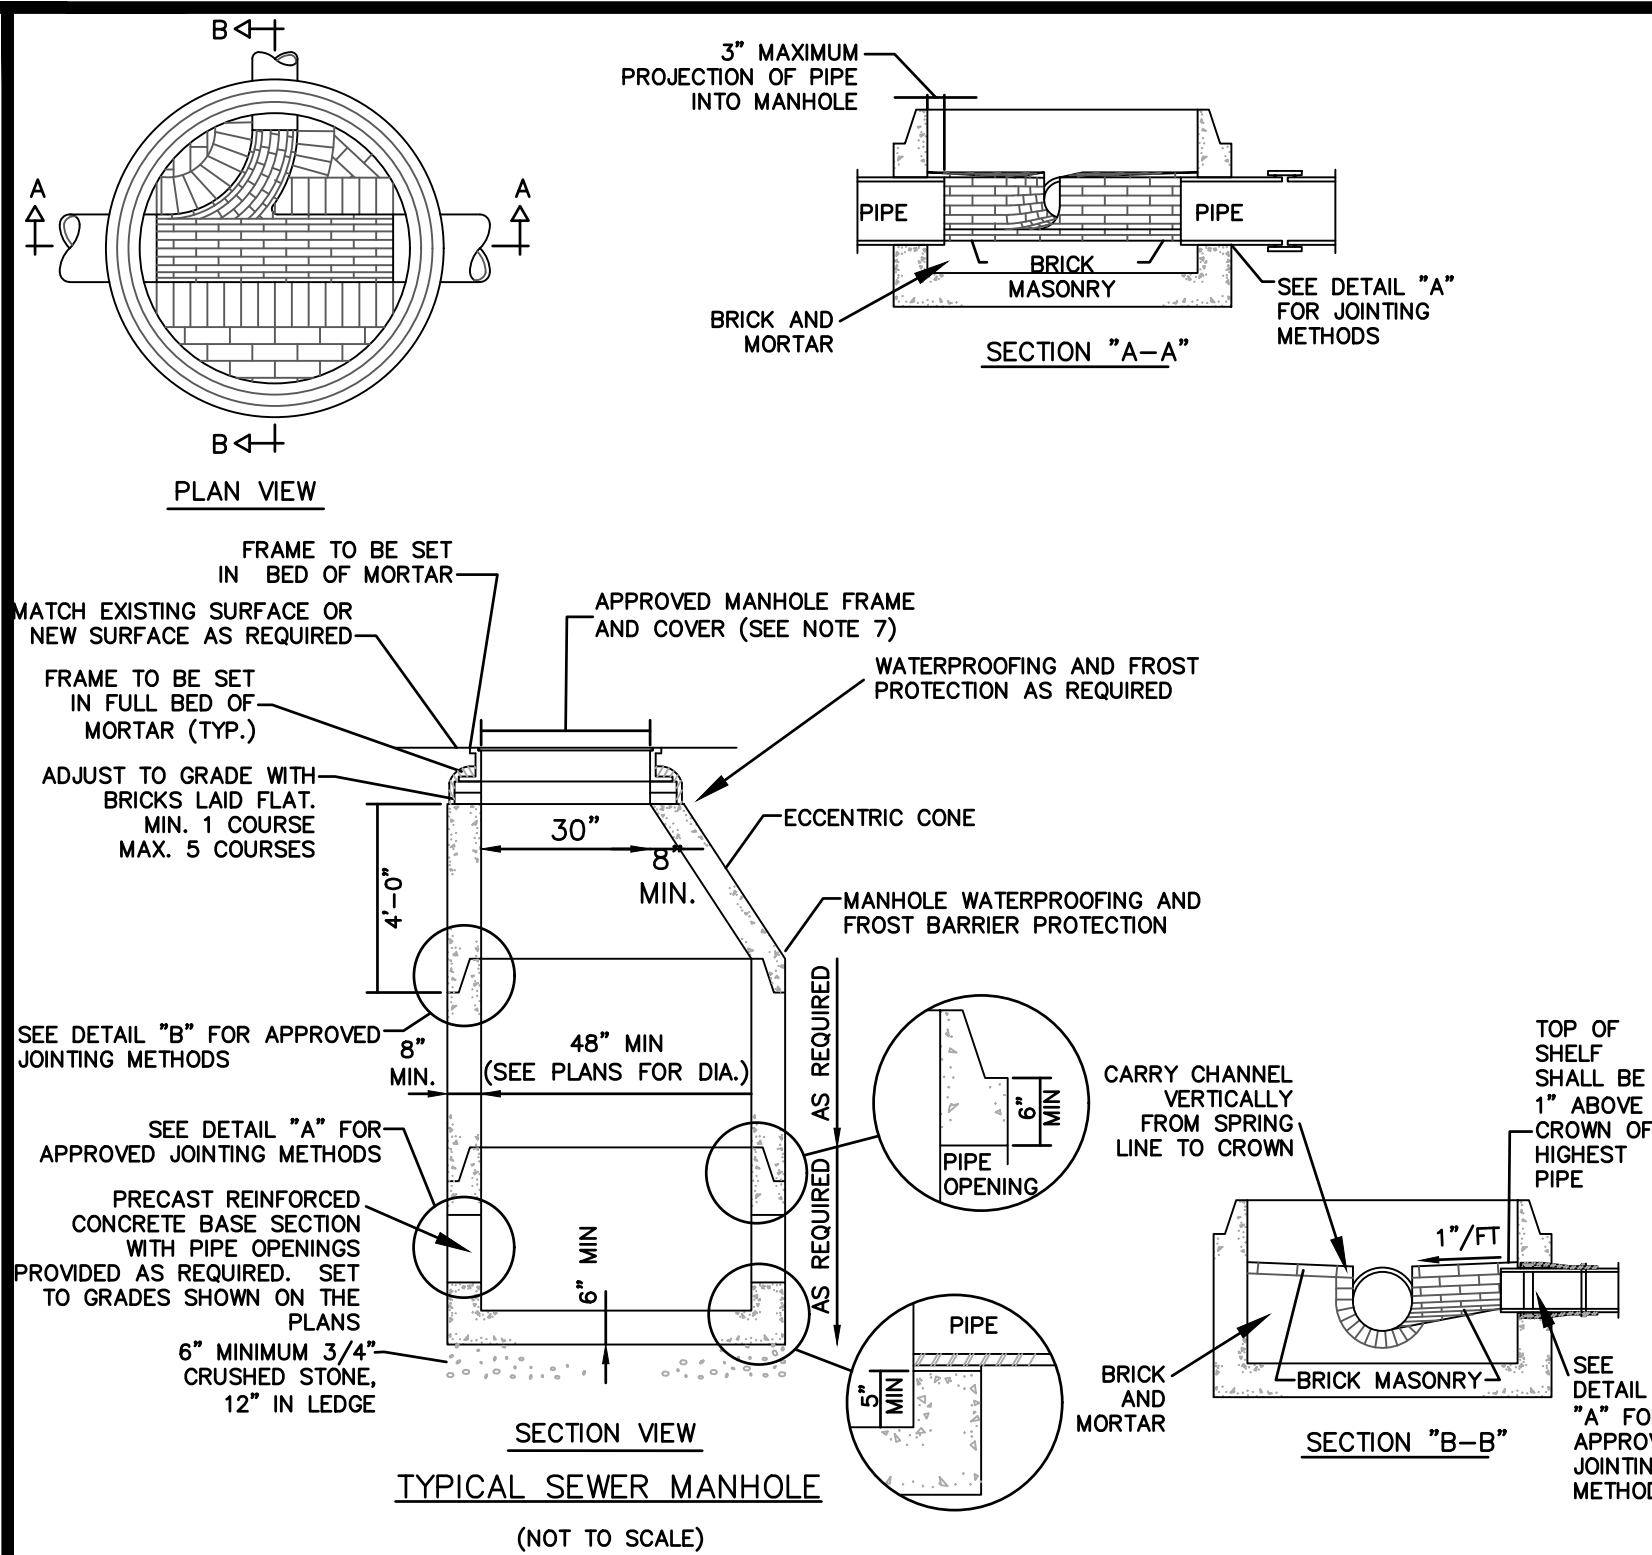 B
A
A
B
PLAN VIEW
3" MAXIMUM
PROJECTION OF PIPE
INTO MANHOLE
PIPE
PIPE
BRICK
MASONRY
BRICK AND
MORTAR
SEE DETAIL "A"
FOR JOINTING
METHODS
SECTION "A-A"
FRAME TO BE SET
IN BED OF MORTAR
MATCH EXISTING SURFACE OR
NEW SURFACE AS REQUIRED
FRAME TO BE SET
IN FULL BED OF
MORTAR (TYP.)
ADJUST TO GRADE WITH
BRICKS LAID FLAT.
MIN. 1 COURSE
MAX. 5 COURSES
APPROVED MANHOLE FRAME
AND COVER (SEE NOTE 7)
WATERPROOFING AND FROST
PROTECTION AS REQUIRED
ECCENTRIC CONE
30"
8"
MIN.
4'-0"
MANHOLE WATERPROOFING AND
FROST BARRIER PROTECTION
SEE DETAIL "B" FOR APPROVED
JOINTING METHODS
8"
MIN.
48" MIN
(SEE PLANS FOR DIA.)
AS REQUIRED
AS REQUIRED
SEE DETAIL "A" FOR
APPROVED JOINTING METHODS
PRECAST REINFORCED
CONCRETE BASE SECTION
WITH PIPE OPENINGS
PROVIDED AS REQUIRED. SET
TO GRADES SHOWN ON THE
PLANS
6" MIN
6" MINIMUM 3/4"
CRUSHED STONE,
12" IN LEDGE
6"
MIN
PIPE
OPENING
PIPE
5"
MIN
SECTION VIEW
TYPICAL SEWER MANHOLE
(NOT TO SCALE)
CARRY CHANNEL
VERTICALLY
FROM SPRING
LINE TO CROWN
TOP OF
SHELF
SHALL BE
1" ABOVE
CROWN OF
HIGHEST
PIPE
1"/FT
BRICK
AND
MORTAR
BRICK MASONRY
SEE
DETAIL
"A" FO
APPROV
JOINTIN
METHOD
SECTION "B-B"